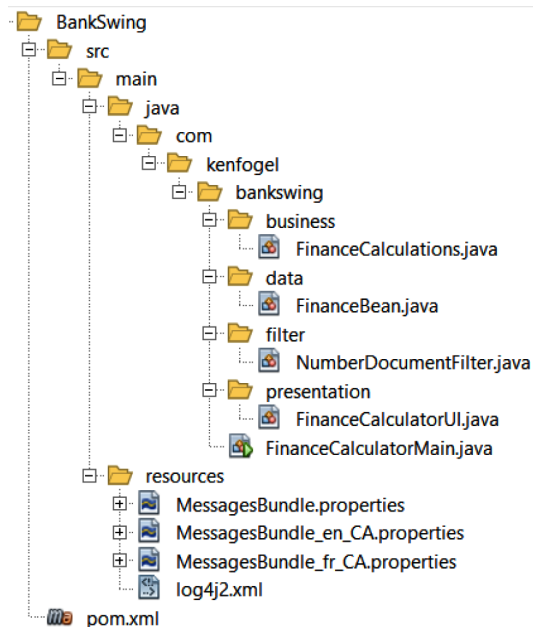 BankSwing
src
main
java
com
kenfogel
bankswing
business
FinanceCalculations.java
data
FinanceBean.java
filter
NumberDocumentFilter.java
presentation
FinanceCalculatorUI.java
FinanceCalculatorMain.java
resources
MessagesBundle.properties
MessagesBundle_en_CA.properties
MessagesBundle_fr_CA.properties
log4j2.xml
ma pom.xml